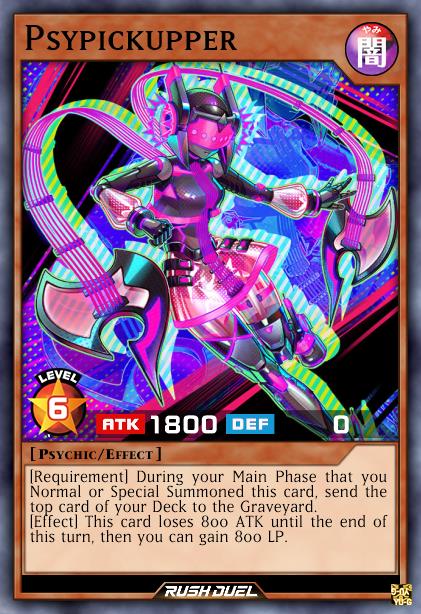 PSYPICKUPPER
やみ
闇
LEVEL
6
ATK 1800 DEF 0
[PSYCHIC/EFFECT]
[Requirement] During your Main Phase that you
Normal or Special Summoned this card, send the
top card of your Deck to the Graveyard.
[Effect] This card loses 800 ATK until the end of
this turn, then you can gain 800 LP.
RUSH DUEL